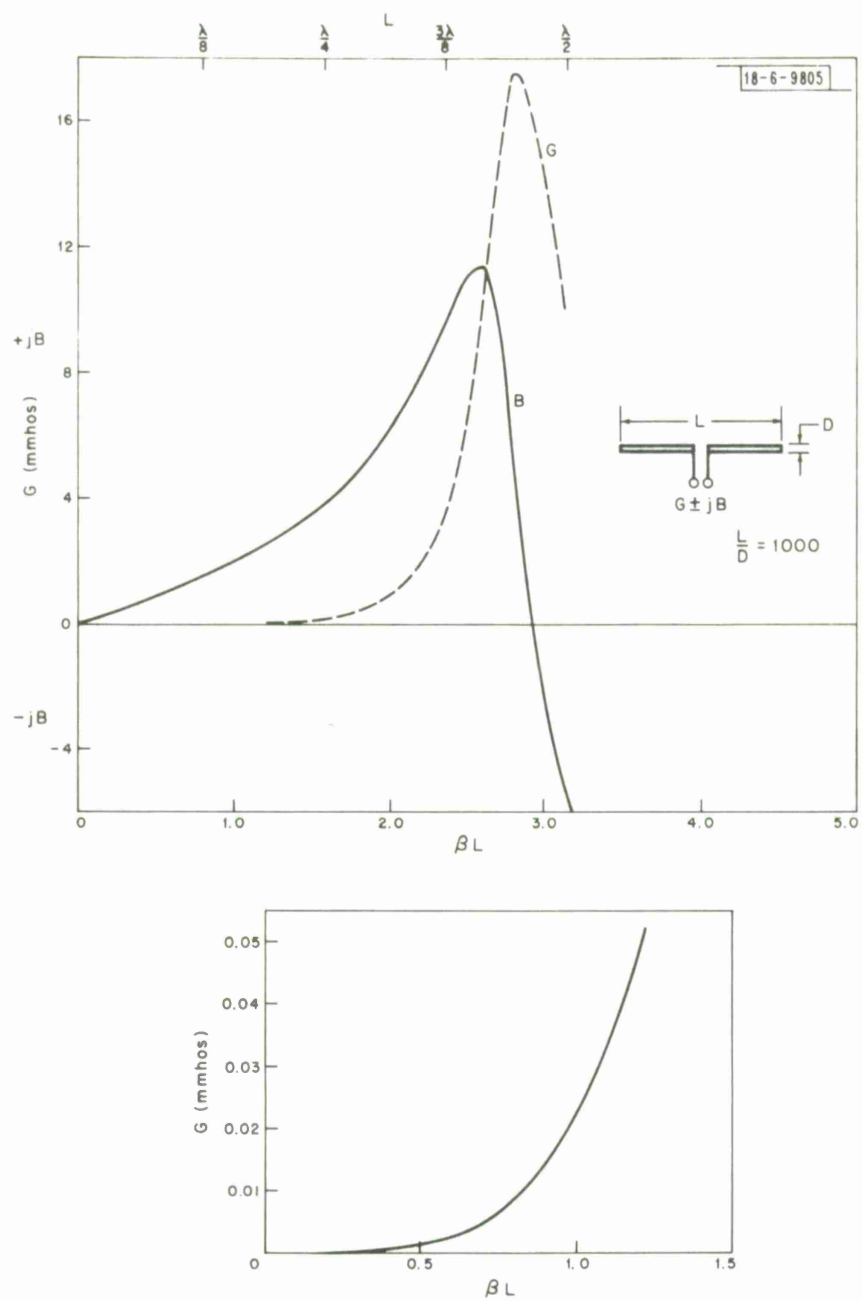 L
λ/8 λ/4 3λ/8 λ/2
18-6-9805
16
12
8
4
0
-4
+jB
G (mmhos)
-jB
G
B
L
D
G ± jB
L/D = 1000
0 1.0 2.0 3.0 4.0 5.0
βL
0.05
0.04
0.03
0.02
0.01
G (mmhos)
0 0.5 1.0 1.5
βL